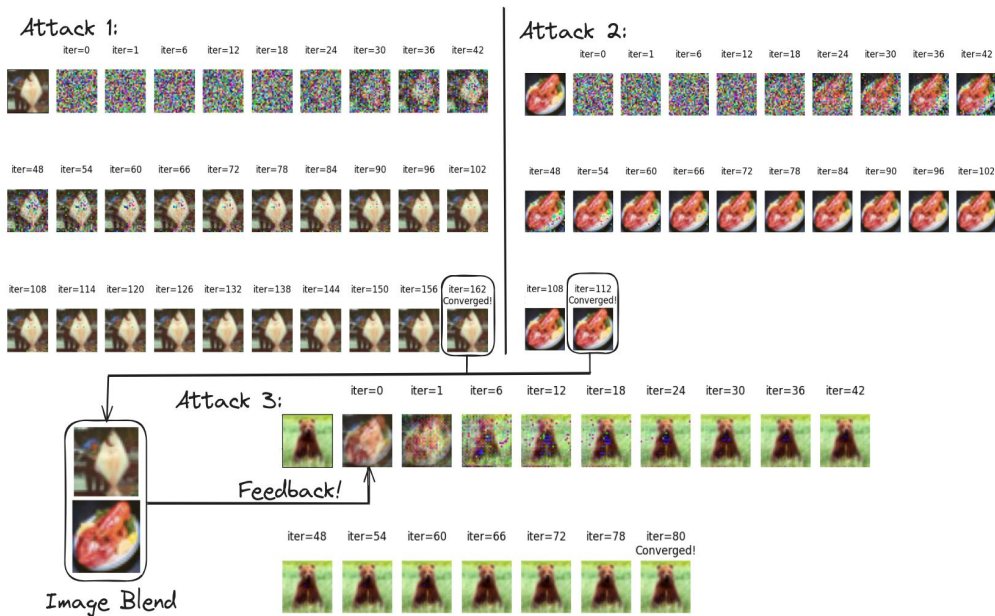 Attack 1:
iter=0 iter=1 iter=6 iter=12 iter=18 iter=24 iter=30 iter=36 iter=42
iter=48 iter=54 iter=60 iter=66 iter=72 iter=78 iter=84 iter=90 iter=96 iter=102
iter=108 iter=114 iter=120 iter=126 iter=132 iter=138 iter=144 iter=150 iter=156 iter=162
Converged!
Attack 2:
iter=0 iter=1 iter=6 iter=12 iter=18 iter=24 iter=30 iter=36 iter=42
iter=48 iter=54 iter=60 iter=66 iter=72 iter=78 iter=84 iter=90 iter=96 iter=102
iter=108 iter=112
Converged!
Attack 3:
iter=0 iter=1 iter=6 iter=12 iter=18 iter=24 iter=30 iter=36 iter=42
Feedback!
iter=48 iter=54 iter=60 iter=66 iter=72 iter=78 iter=80
Converged!
Image Blend